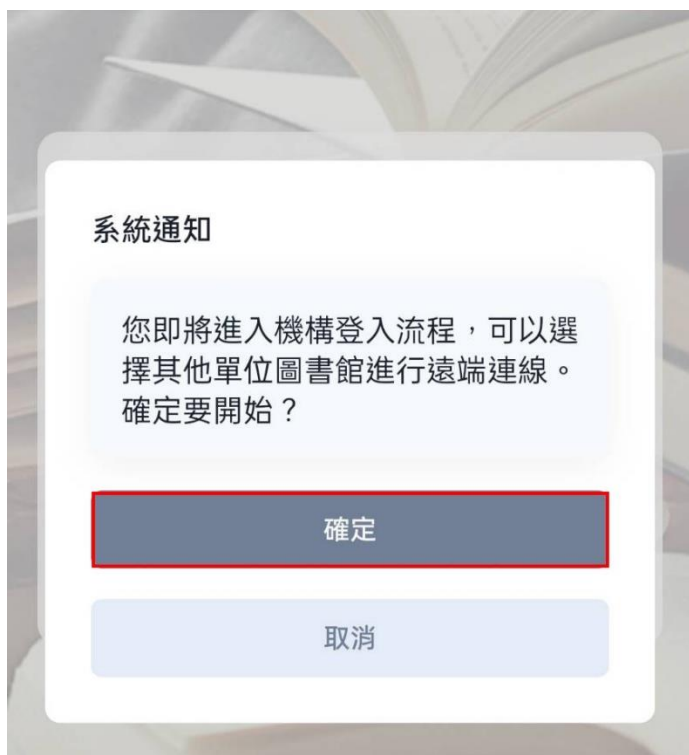 系統通知
您即將進入機構登入流程，可以選
擇其他單位圖書館進行遠端連線。
確定要開始？
確定
取消